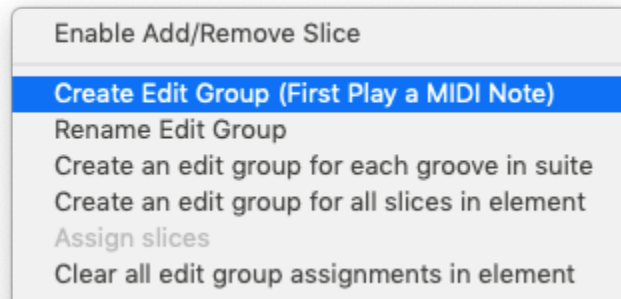 Enable Add/Remove Slice
Create Edit Group (First Play a MIDI Note)
Rename Edit Group
Create an edit group for each groove in suite
Create an edit group for all slices in element
Assign slices
Clear all edit group assignments in element